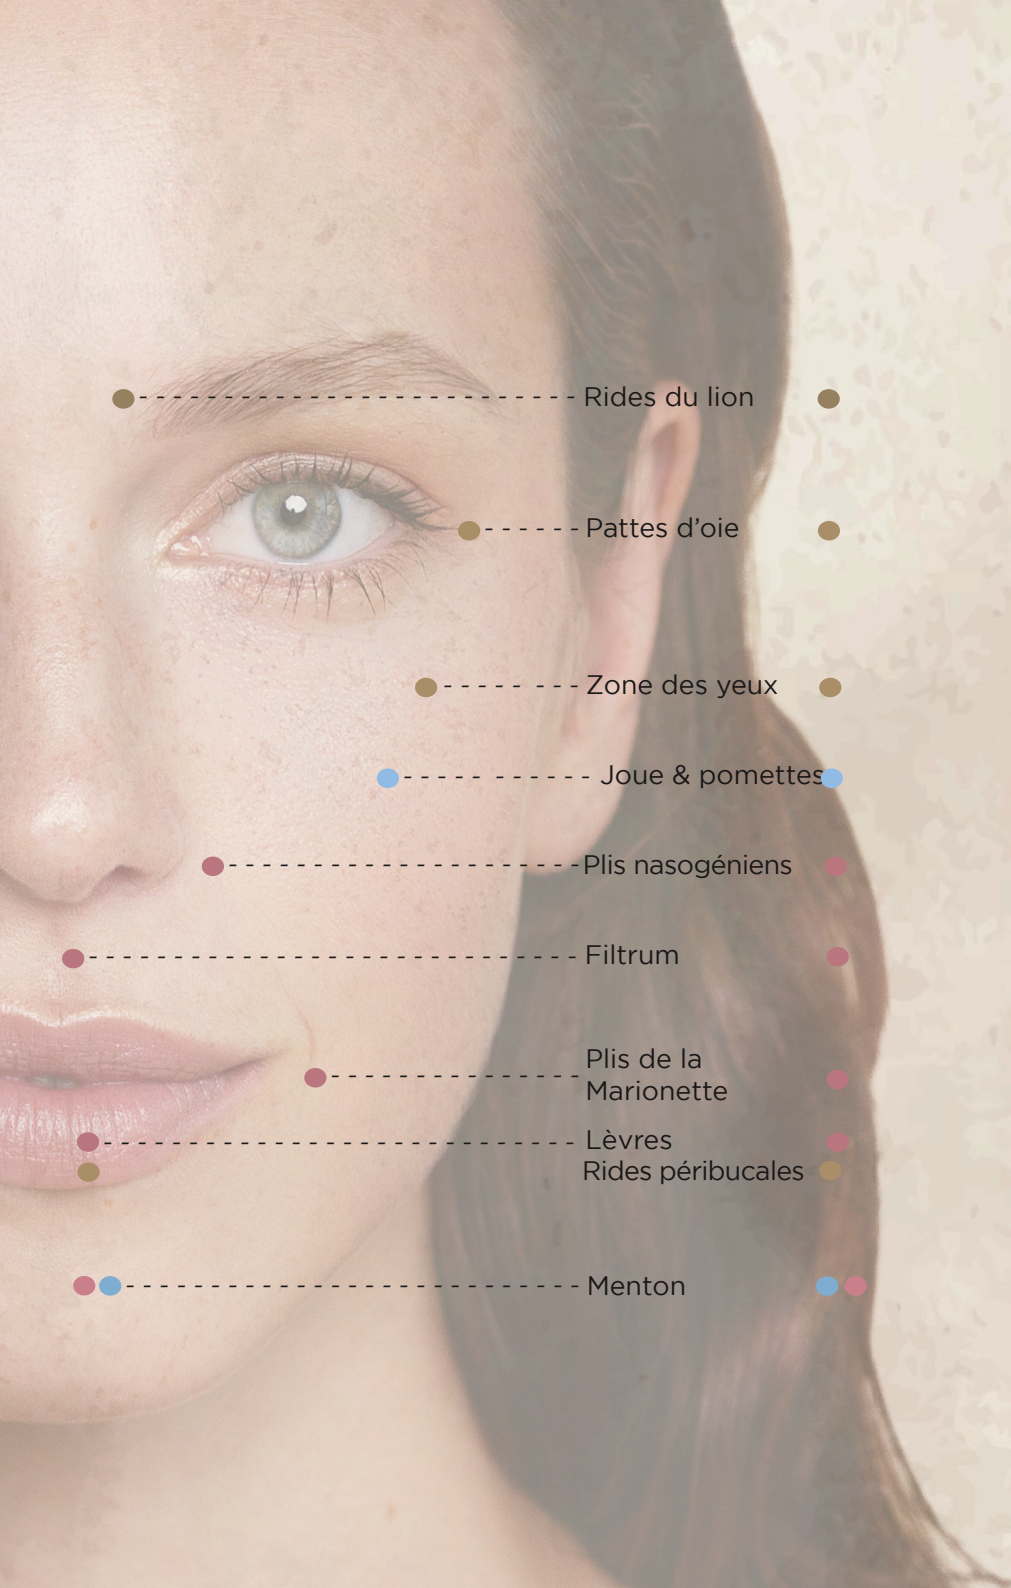 Rides du lion
Pattes d’oie
Zone des yeux
Joue & pomettes
Plis nasogéniens
Filtrum
Plis de la
Marionette
Lèvres
Rides péribucales
Menton